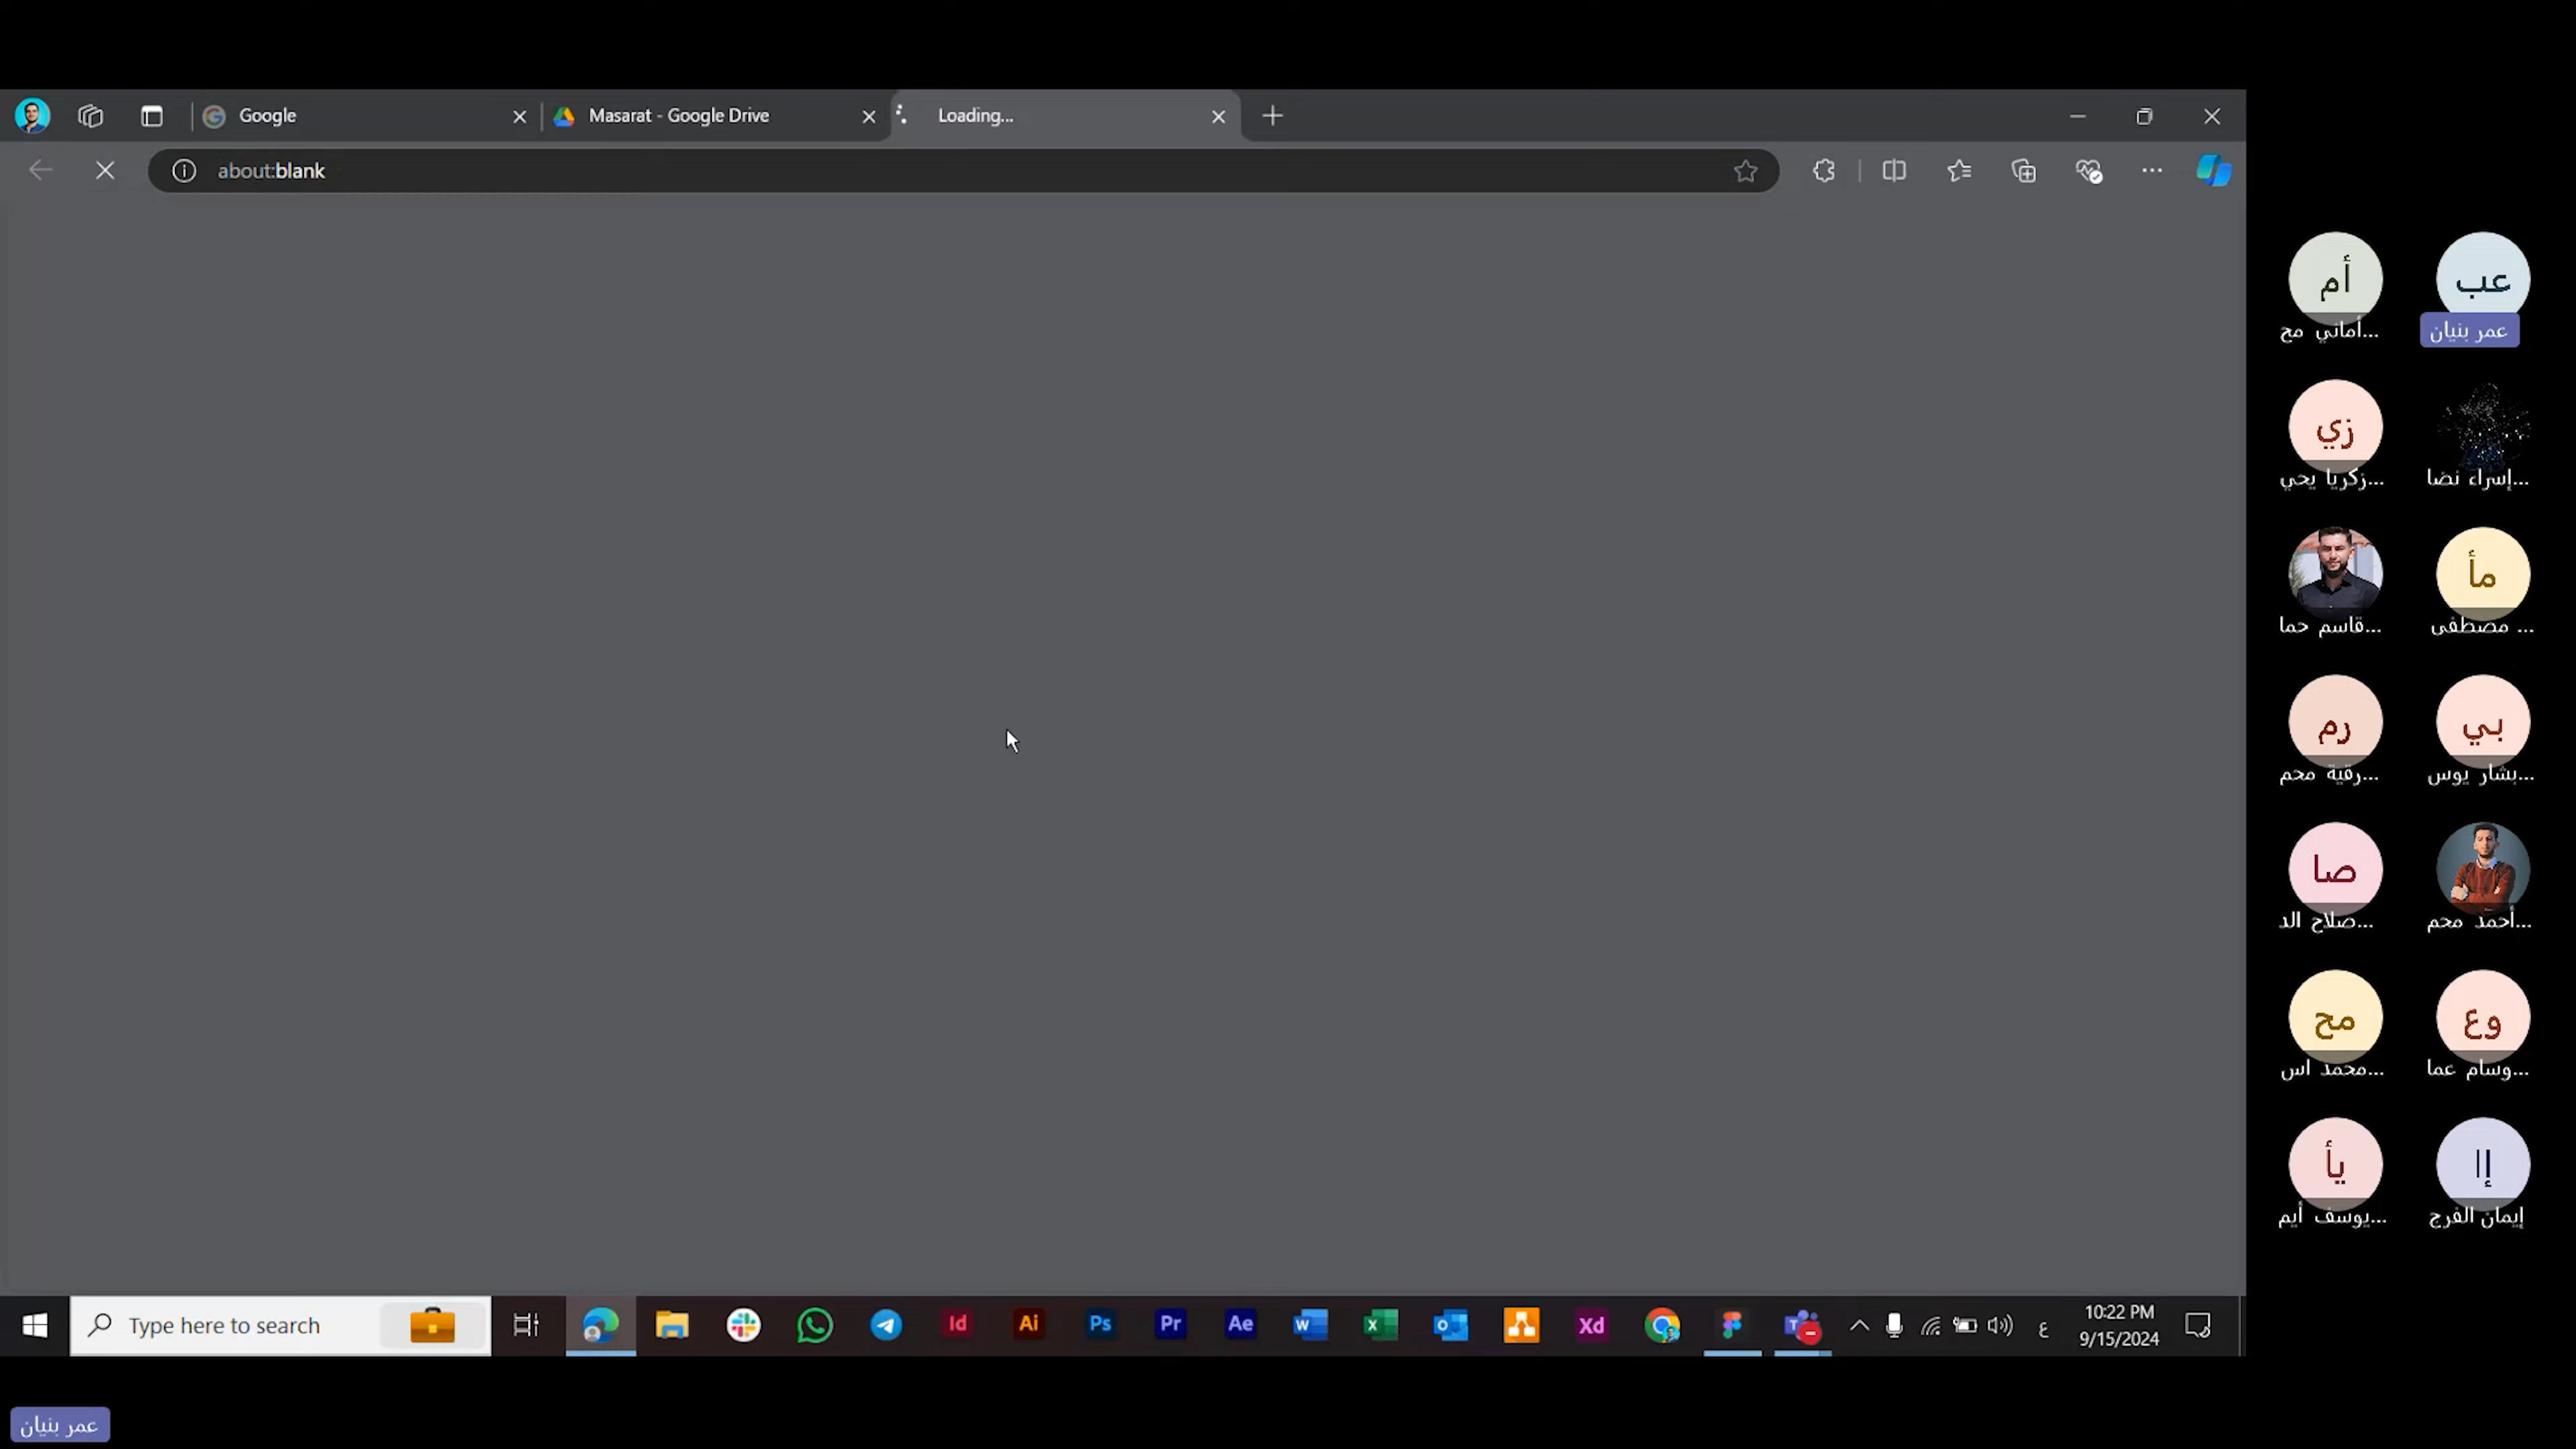 Google
Masarat - Google Drive
Loading...
about:blank
أم
أماني مح...
عب
عمر بنيان
زي
زكريا يحي...
إسراء نضا...
قاسم حما...
مأ
مصطفى ...
رم
رقية محم...
بي
بشار يوس...
صا
صلاح الد...
أحمد محم...
مح
محمد اس...
وع
وسام عما...
يأ
يوسف أيم...
إا
إيمان الفرج
Type here to search
Id
Ai
Ps
Pr
Ae
W
X
O
Xd
T
ع
10:22 PM
9/15/2024
عمر بنيان